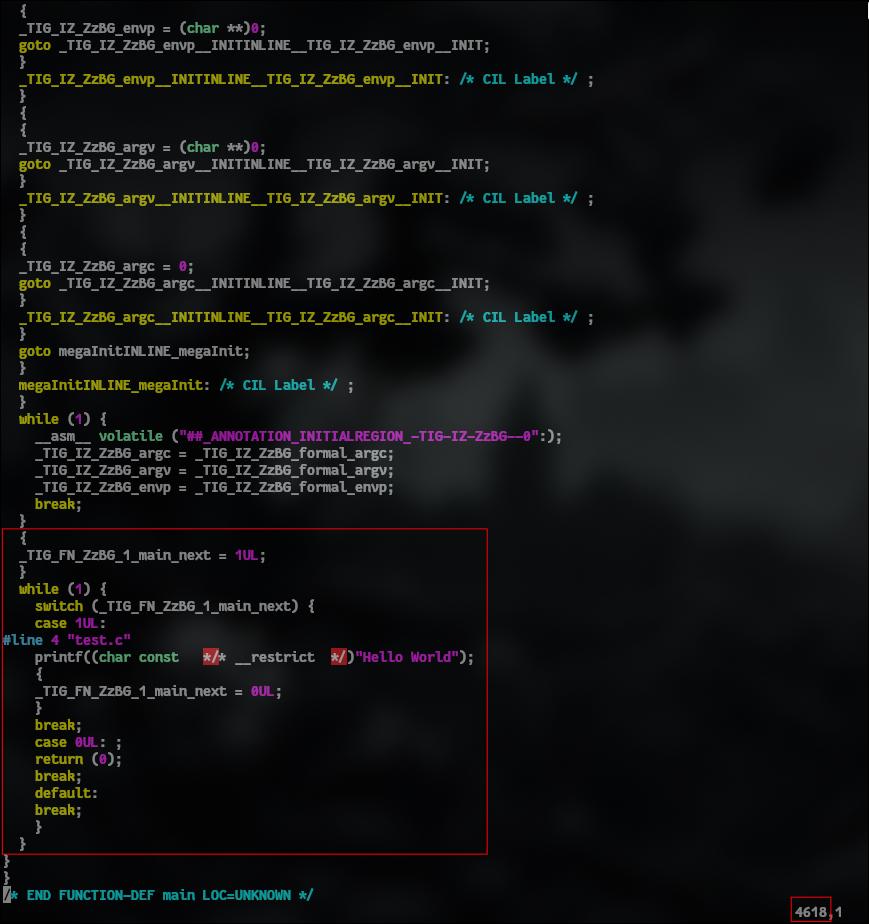 {
_TIG_IZ_ZzBG_envp = (char **)0;
goto _TIG_IZ_ZzBG_envp__INITINLINE__TIG_IZ_ZzBG_envp__INIT;
}
_TIG_IZ_ZzBG_envp__INITINLINE__TIG_IZ_ZzBG_envp__INIT: /* CIL Label */ ;
}
{
{
_TIG_IZ_ZzBG_argv = (char **)0;
goto _TIG_IZ_ZzBG_argv__INITINLINE__TIG_IZ_ZzBG_argv__INIT;
}
_TIG_IZ_ZzBG_argv__INITINLINE__TIG_IZ_ZzBG_argv__INIT: /* CIL Label */ ;
}
{
{
_TIG_IZ_ZzBG_argc = 0;
goto _TIG_IZ_ZzBG_argc__INITINLINE__TIG_IZ_ZzBG_argc__INIT;
}
_TIG_IZ_ZzBG_argc__INITINLINE__TIG_IZ_ZzBG_argc__INIT: /* CIL Label */ ;
}
goto megaInitINLINE_megaInit;
}
megaInitINLINE_megaInit: /* CIL Label */ ;
}
while (1) {
__asm__ volatile ("##_ANNOTATION_INITIALREGION_-TIG-IZ-ZzBG--0":);
_TIG_IZ_ZzBG_argc = _TIG_IZ_ZzBG_formal_argc;
_TIG_IZ_ZzBG_argv = _TIG_IZ_ZzBG_formal_argv;
_TIG_IZ_ZzBG_envp = _TIG_IZ_ZzBG_formal_envp;
break;
}
{
_TIG_FN_ZzBG_1_main_next = 1UL;
}
while (1) {
switch (_TIG_FN_ZzBG_1_main_next) {
case 1UL:
#line 4 "test.c"
printf((char const   */* __restrict  */)"Hello World");
{
_TIG_FN_ZzBG_1_main_next = 0UL;
}
break;
case 0UL: ;
return (0);
break;
default:
break;
}
}
}
}
/* END FUNCTION-DEF main LOC=UNKNOWN */
4618,1